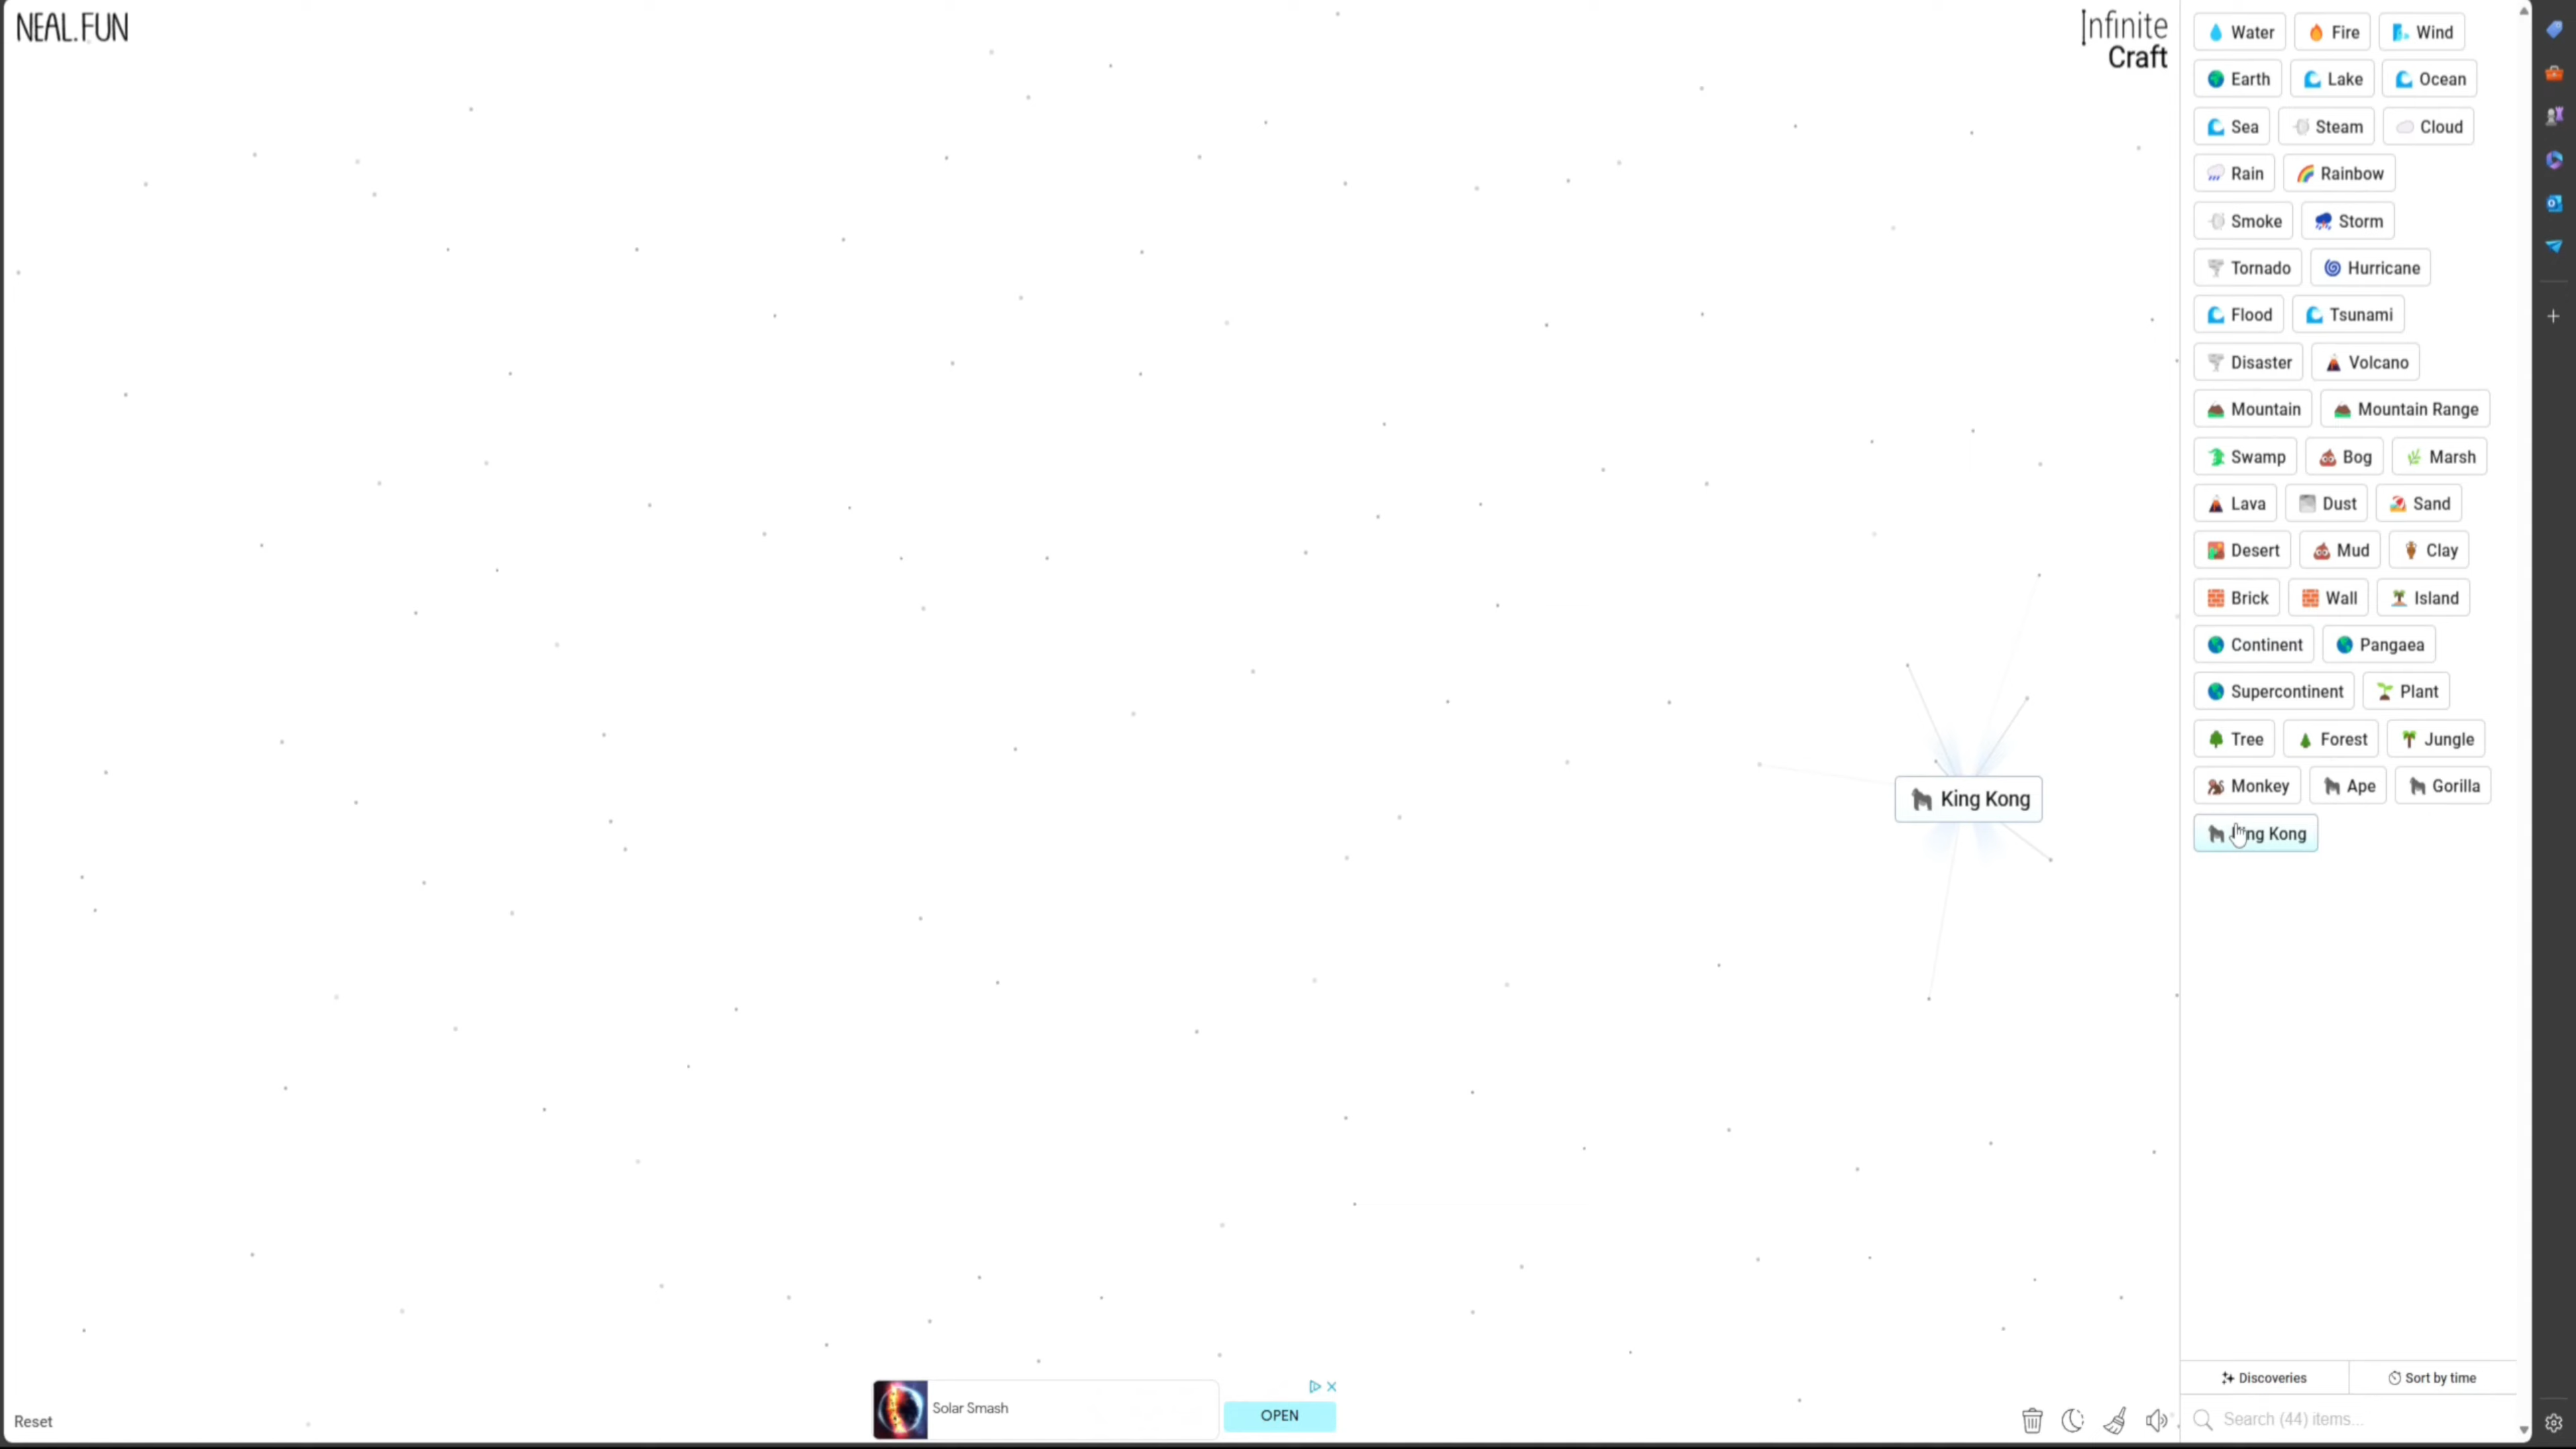 NEAL.FUN
Infinite
Craft
Water Fire Wind
Earth Lake Ocean
Sea Steam Cloud
Rain Rainbow
Smoke Storm
Tornado Hurricane
Flood Tsunami
Disaster Volcano
Mountain Mountain Range
Swamp Bog Marsh
Lava Dust Sand
Desert Mud Clay
Brick Wall Island
Continent Pangaea
Supercontinent Plant
Tree Forest Jungle
Monkey Ape Gorilla
King Kong
Kong
Solar Smash
OPEN
Reset
Discoveries Sort by time
Search (44) items...